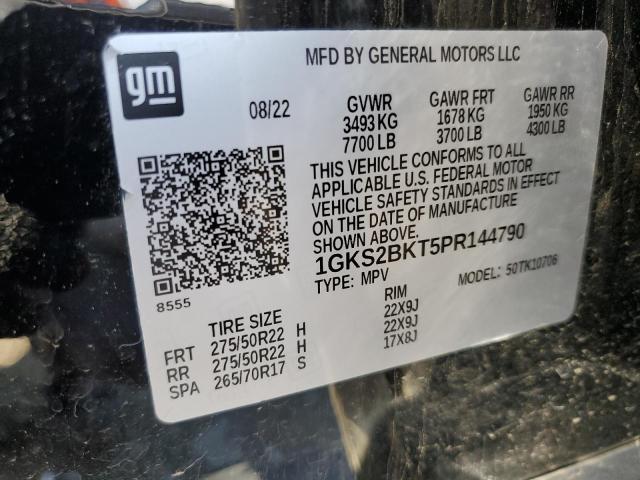 gm
MFD BY GENERAL MOTORS LLC
08/22
GVWR GAWR FRT GAWR RR
3493 KG 1678 KG 1950 KG
7700 LB 3700 LB 4300 LB
THIS VEHICLE CONFORMS TO ALL
APPLICABLE U.S. FEDERAL MOTOR
VEHICLE SAFETY STANDARDS IN EFFECT
ON THE DATE OF MANUFACTURE
SHOWN ABOVE.
1GKS2BKT5PR144790
TYPE: MPV MODEL: 50TK10706
8555
TIRE SIZE RIM
FRT 275/50R22 H 22X9J
RR 275/50R22 H 22X9J
SPA 265/70R17 S 17X8J